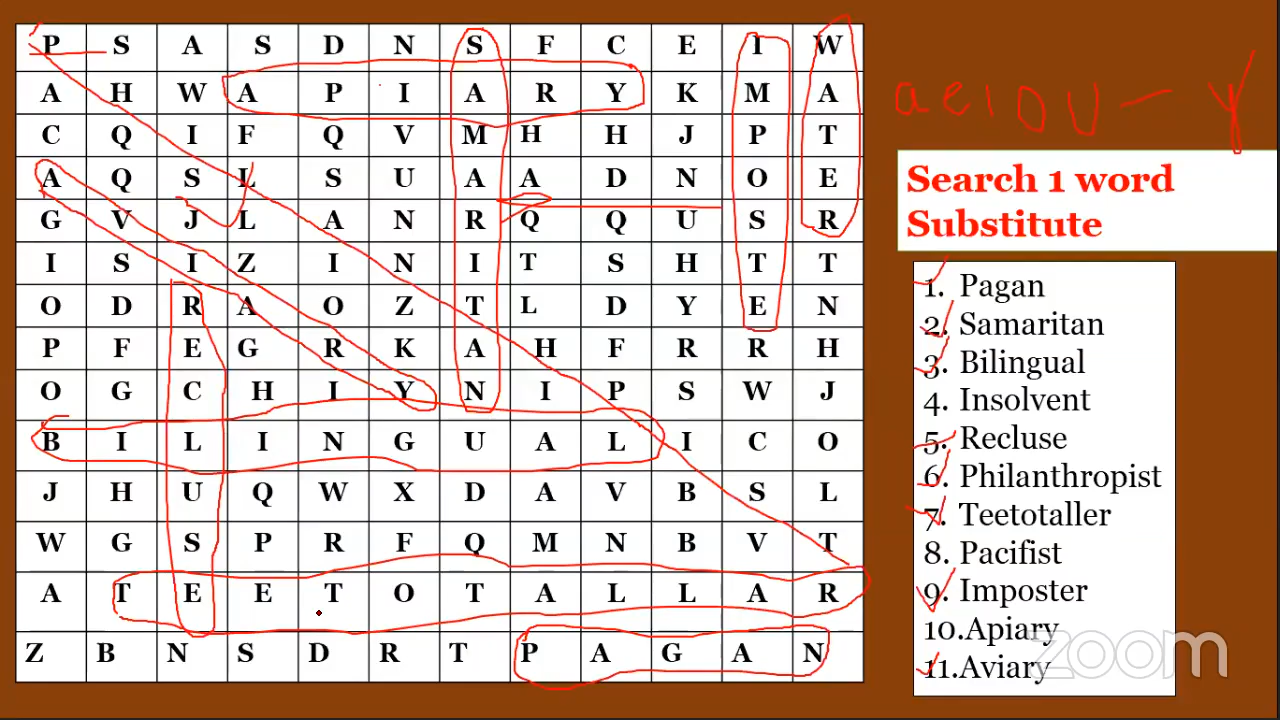 P S A S D N S F C E I W
A H W A P I A R Y K M A
C Q I F Q V M H H J P T
A Q S L S U A A D N O E
G V J L A N R Q Q U S R
I S I Z I N I T S H T T
O D R A O Z T L D Y E N
P F E G R K A H F R R H
O G C H I Y N I P S W J
B I L I N G U A L I C O
J H U Q W X D A V B S L
W G S P R F Q M N B V T
A T E E T O T A L L A R
Z B N S D R T P A G A N
aeiou - y
Search 1 word
Substitute
1. Pagan
2. Samaritan
3. Bilingual
4. Insolvent
5. Recluse
6. Philanthropist
7. Teetotaller
8. Pacifist
9. Imposter
10.Apiary
11.Aviary
zoom